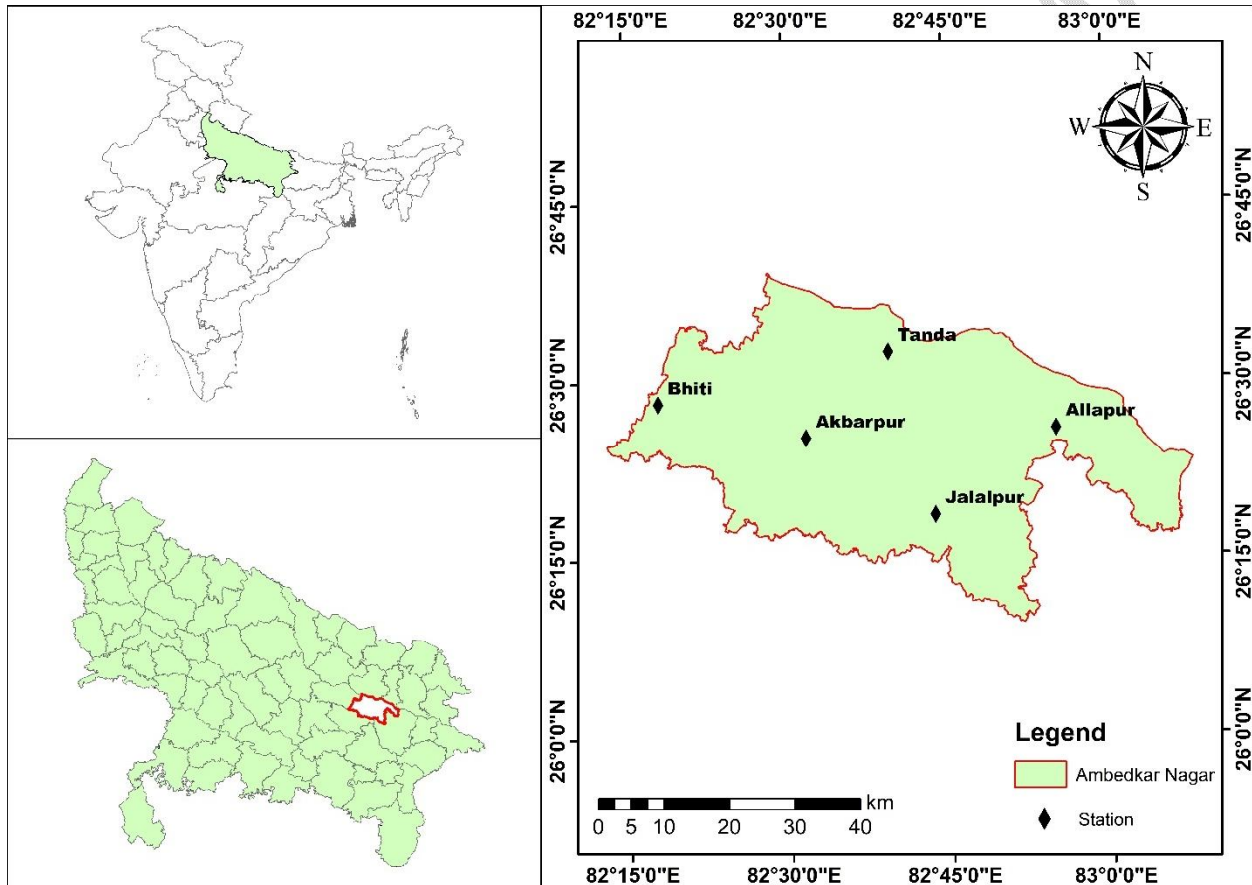 82°15'0"E 82°30'0"E 82°45'0"E 83°0'0"E
N
W E
S
26°45'0"N 26°45'0"N
Tanda
26°30'0"N 26°30'0"N
Bhiti
Allapur
Akbarpur
Jalalpur
26°15'0"N 26°15'0"N
26°0'0"N 26°0'0"N
Legend
Ambedkar Nagar
Station
km
0 5 10 20 30 40
82°15'0"E 82°30'0"E 82°45'0"E 83°0'0"E